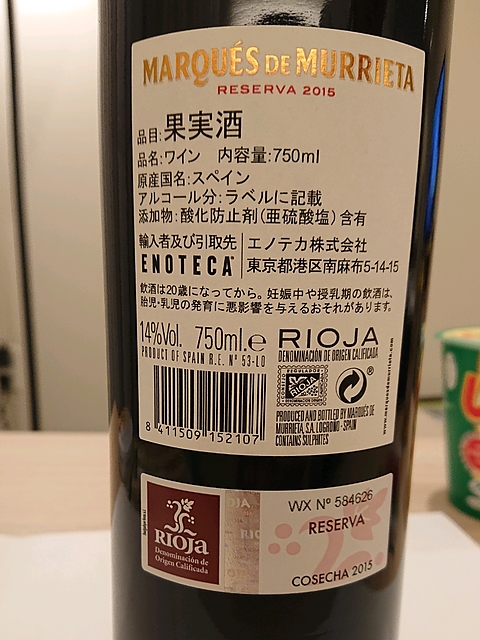 MARQUÉS DE MURRIETA
RESERVA 2015
品目:果実酒
品名:ワイン 内容量:750ml
原産国名:スペイン
アルコール分:ラベルに記載
添加物:酸化防止剤(亜硫酸塩)含有
輸入者及び引取先 エノテカ株式会社
ENOTECA 東京都港区南麻布5-14-15
飲酒は20歳になってから。妊娠中や授乳期の飲酒は、
胎児・乳児の発育に悪影響を与えるおそれがあります。
14%Vol. 750ml.e RIOJA
PRODUCT OF SPAIN R.E. Nº 53-LO DENOMINACIÓN DE ORIGEN CALIFICADA
RIOJA
®
PRODUCED AND BOTTLED BY MARQUÉS DE
MURRIETA, S.A. LOGROÑO - SPAIN
CONTAINS SULPHITES
8 411509 152107
www.marquesdemurrieta.com
WX Nº 584626
RESERVA
RIOJA
Denominación de
Origen Calificada
COSECHA 2015